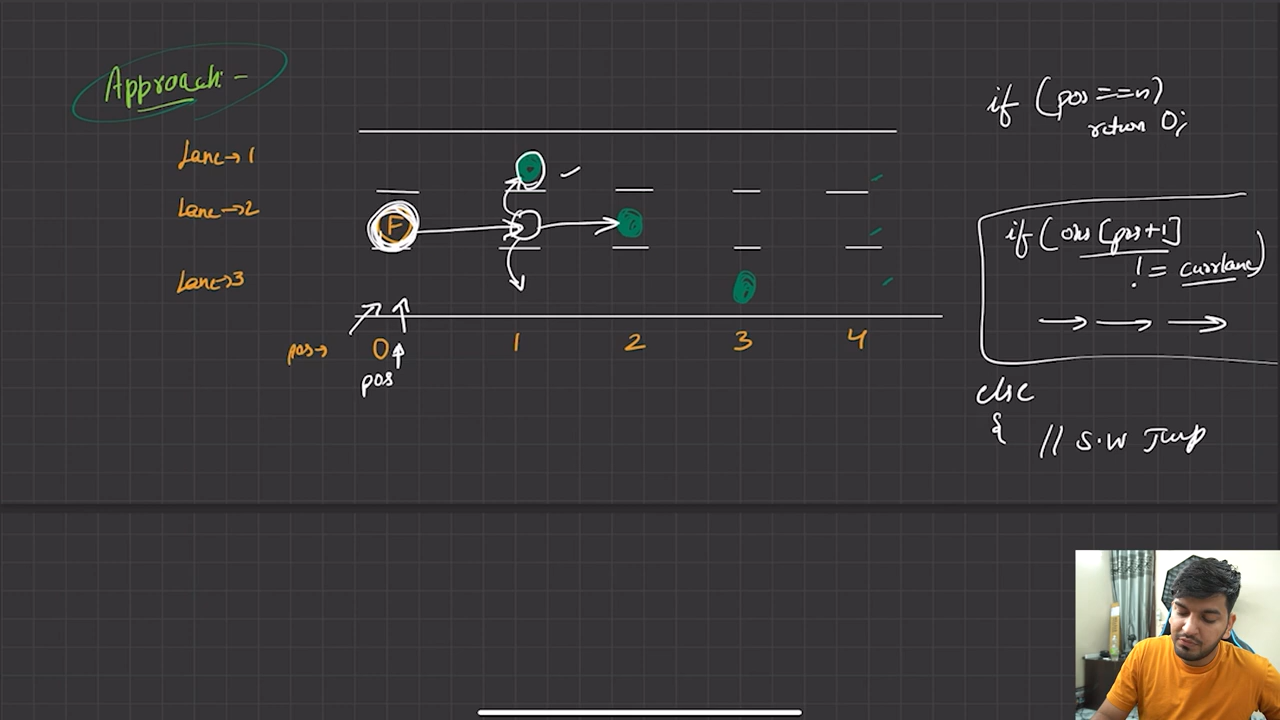 Approach:-
Lane→1
Lane→2
Lane→3
F
pos→ 0 1 2 3 4
pos
if (pos==n)
return 0;
if (obs[pos+1]
!= currlane)
else
{ // S.W Jump